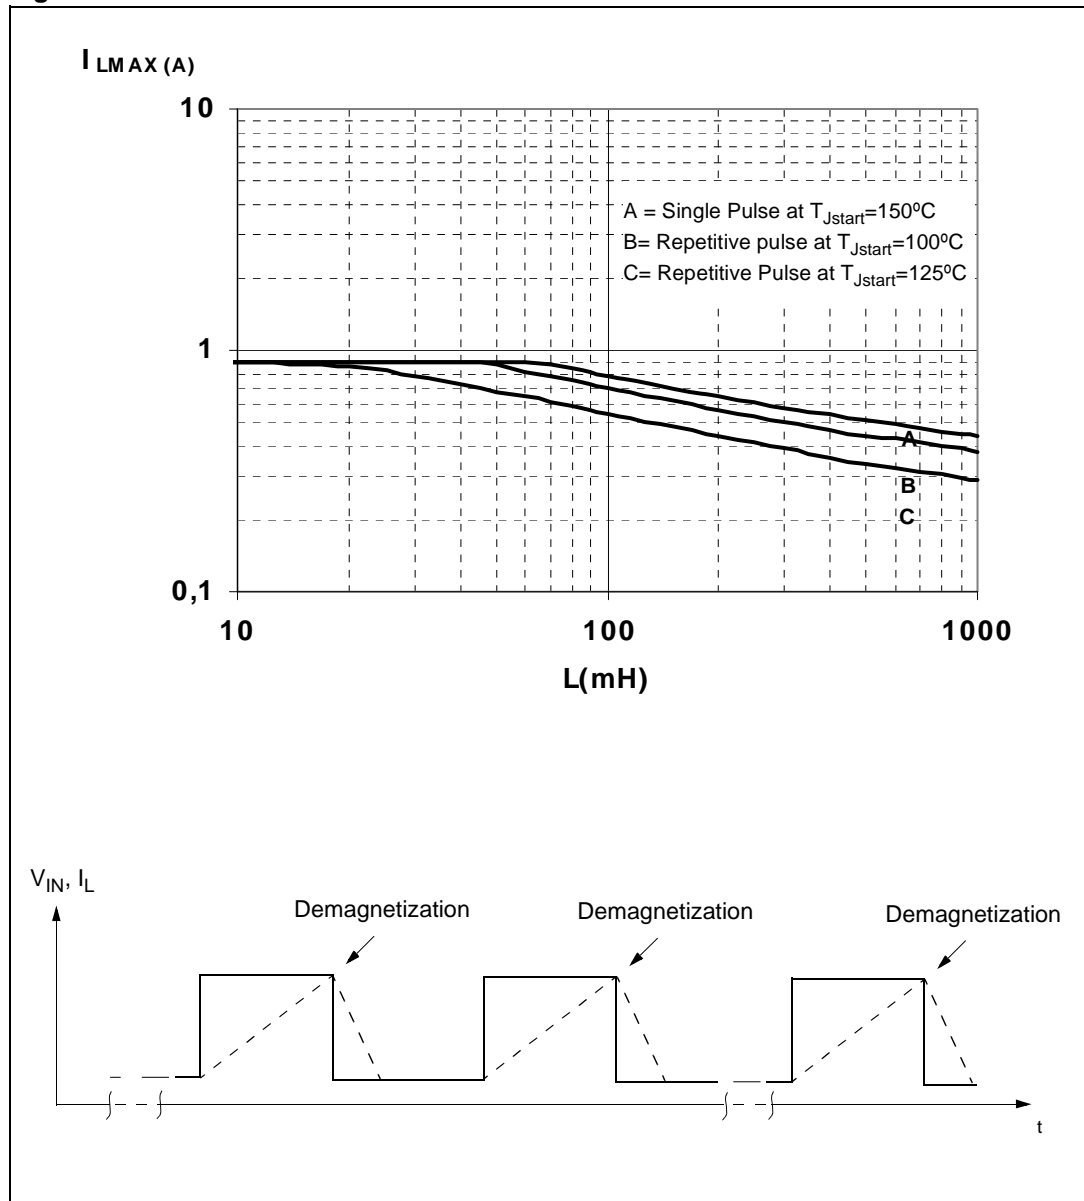 I LMAX (A)
10
A = Single Pulse at TJstart=150ºC
B= Repetitive pulse at TJstart=100ºC
C= Repetitive Pulse at TJstart=125ºC
1
A
B
C
0,1
10 100 1000
L(mH)
VIN, IL
Demagnetization Demagnetization Demagnetization
t